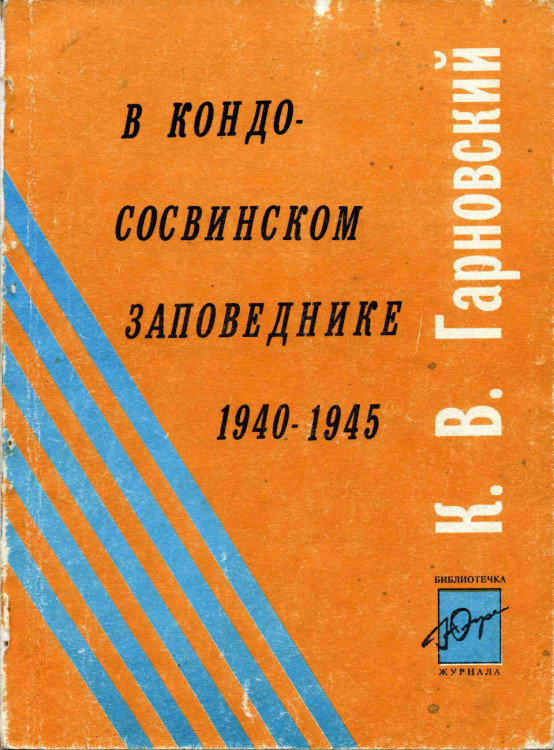 В КОНДО-
СОСВИНСКОМ
ЗАПОВЕДНИКЕ
1940-1945
К. В. Гарновский
БИБЛИОТЕЧКА
Югра
ЖУРНАЛА